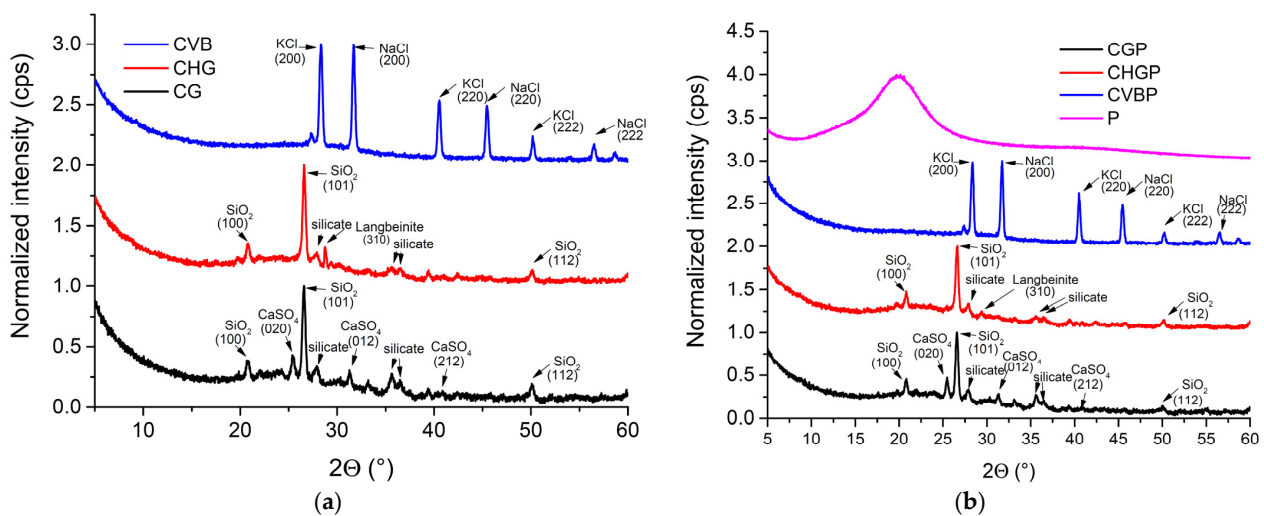 CVB
CHG
CG
KCl
(200)
NaCl
(200)
KCl
(220)
NaCl
(220)
KCl
(222)
NaCl
(222
SiO2
(101)
SiO2
(100)
silicate
Langbeinite
(310)
silicate
SiO2
(112)
SiO2
(101)
CaSO4
(020)
SiO2
(100)
silicate
CaSO4
(012)
silicate
CaSO4
(212)
SiO2
(112)
Normalized intensity (cps)
3.0
2.5
2.0
1.5
1.0
0.5
0.0
10 20 30 40 50 60
2Θ (°)
(a)
CGP
CHGP
CVBP
P
KCl
(200)
NaCl
(200)
KCl
(220)
NaCl
(220)
KCl
(222)
NaCl
(222)
SiO2
(101)
SiO2
(100)
silicate
Langbeinite
(310)
silicate
SiO2
(112)
SiO2
(101)
CaSO4
(020)
SiO2
(100)
silicate
CaSO4
(012)
silicate
CaSO4
(212)
SiO2
(112)
Normalized intensity (cps)
4.5
4.0
3.5
3.0
2.5
2.0
1.5
1.0
0.5
0.0
5 10 15 20 25 30 35 40 45 50 55 60
2Θ (°)
(b)